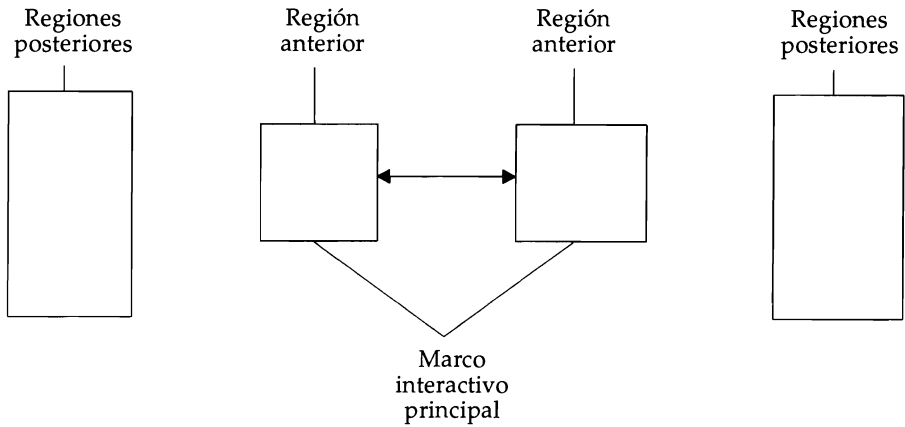 Regiones
posteriores
Región
anterior
Región
anterior
Regiones
posteriores
Marco
interactivo
principal